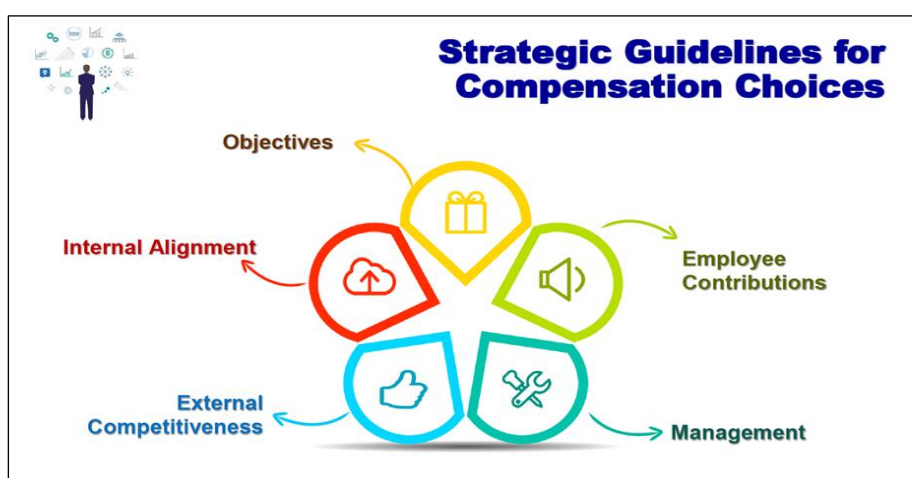 Strategic Guidelines for
Compensation Choices
Objectives
Internal Alignment
Employee
Contributions
External
Competitiveness
Management